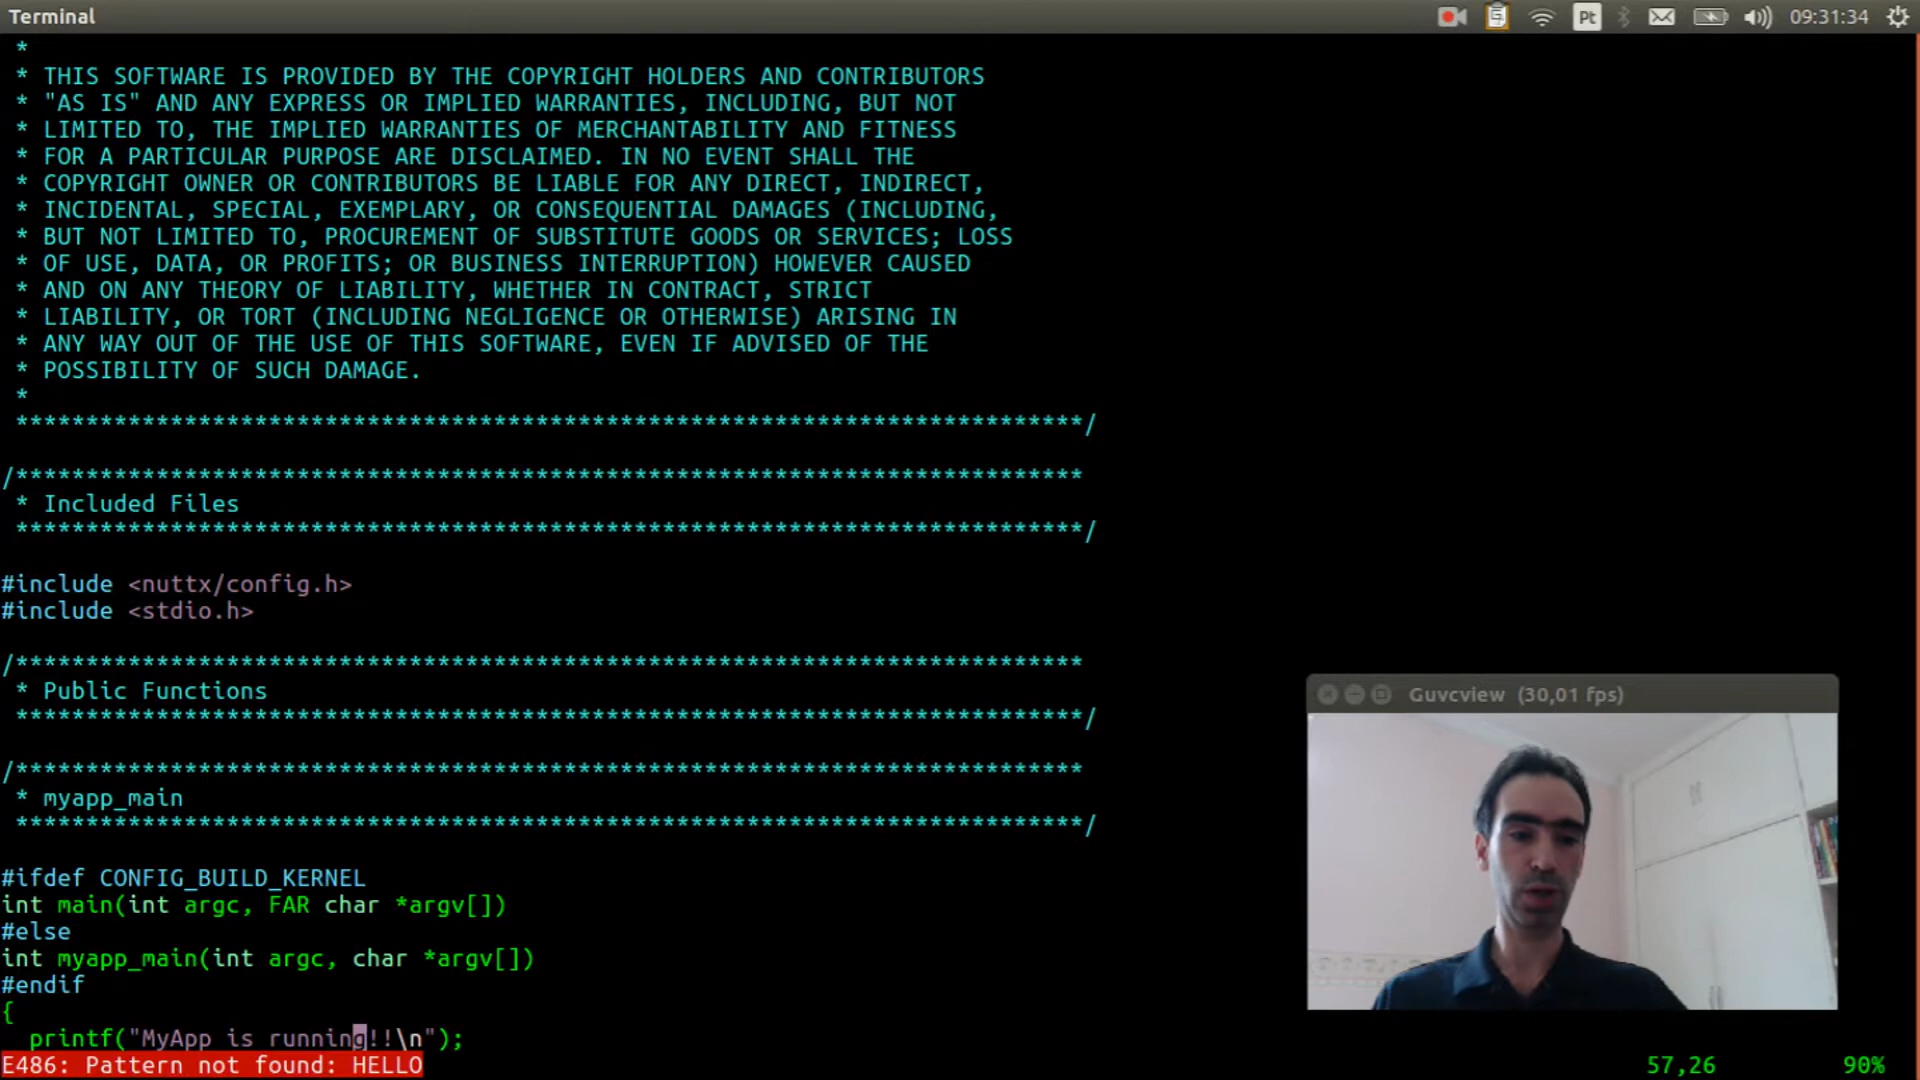 Terminal
Pt
09:31:34
*
* THIS SOFTWARE IS PROVIDED BY THE COPYRIGHT HOLDERS AND CONTRIBUTORS
* "AS IS" AND ANY EXPRESS OR IMPLIED WARRANTIES, INCLUDING, BUT NOT
* LIMITED TO, THE IMPLIED WARRANTIES OF MERCHANTABILITY AND FITNESS
* FOR A PARTICULAR PURPOSE ARE DISCLAIMED. IN NO EVENT SHALL THE
* COPYRIGHT OWNER OR CONTRIBUTORS BE LIABLE FOR ANY DIRECT, INDIRECT,
* INCIDENTAL, SPECIAL, EXEMPLARY, OR CONSEQUENTIAL DAMAGES (INCLUDING,
* BUT NOT LIMITED TO, PROCUREMENT OF SUBSTITUTE GOODS OR SERVICES; LOSS
* OF USE, DATA, OR PROFITS; OR BUSINESS INTERRUPTION) HOWEVER CAUSED
* AND ON ANY THEORY OF LIABILITY, WHETHER IN CONTRACT, STRICT
* LIABILITY, OR TORT (INCLUDING NEGLIGENCE OR OTHERWISE) ARISING IN
* ANY WAY OUT OF THE USE OF THIS SOFTWARE, EVEN IF ADVISED OF THE
* POSSIBILITY OF SUCH DAMAGE.
*
****************************************************************************/
/****************************************************************************
* Included Files
****************************************************************************/
#include <nuttx/config.h>
#include <stdio.h>
/****************************************************************************
* Public Functions
****************************************************************************/
/****************************************************************************
* myapp_main
****************************************************************************/
#ifdef CONFIG_BUILD_KERNEL
int main(int argc, FAR char *argv[])
#else
int myapp_main(int argc, char *argv[])
#endif
{
printf("MyApp is running!!\n");
E486: Pattern not found: HELLO
57,26
90%
Guvcview (30,01 fps)